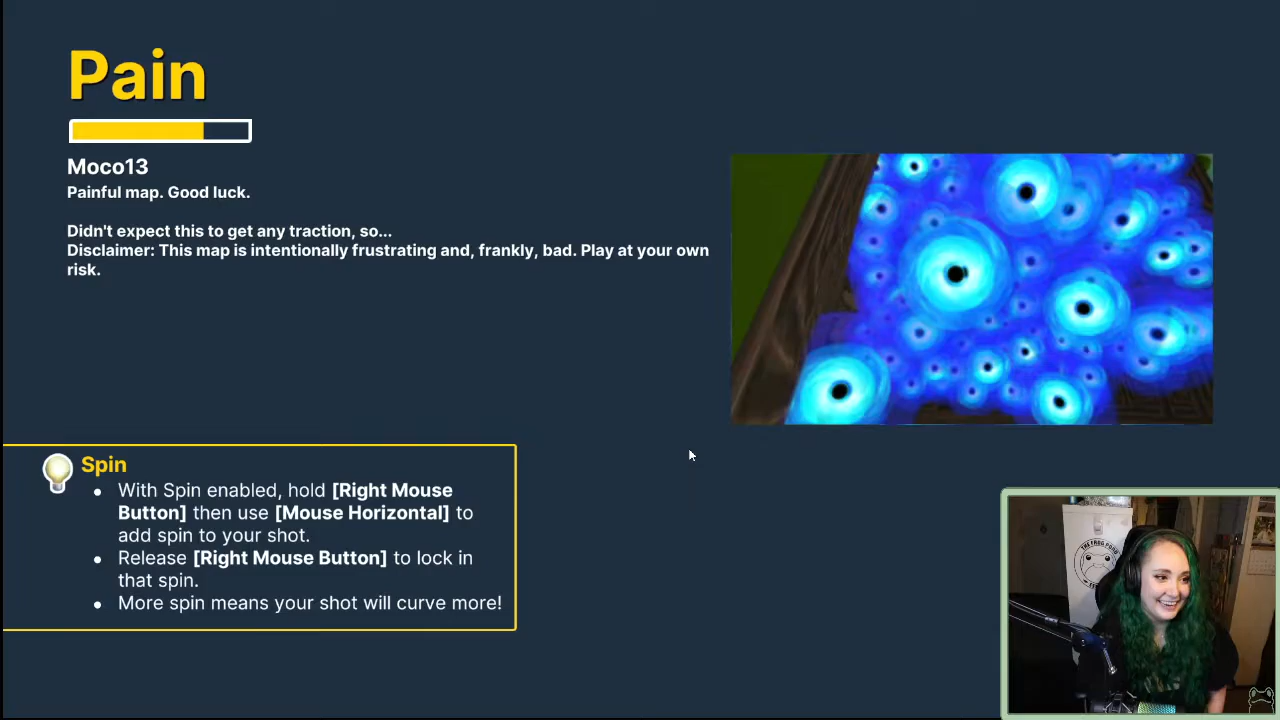 Pain
Moco13
Painful map. Good luck.
Didn't expect this to get any traction, so...
Disclaimer: This map is intentionally frustrating and, frankly, bad. Play at your own
risk.
Spin
With Spin enabled, hold [Right Mouse
Button] then use [Mouse Horizontal] to
add spin to your shot.
Release [Right Mouse Button] to lock in
that spin.
More spin means your shot will curve more!